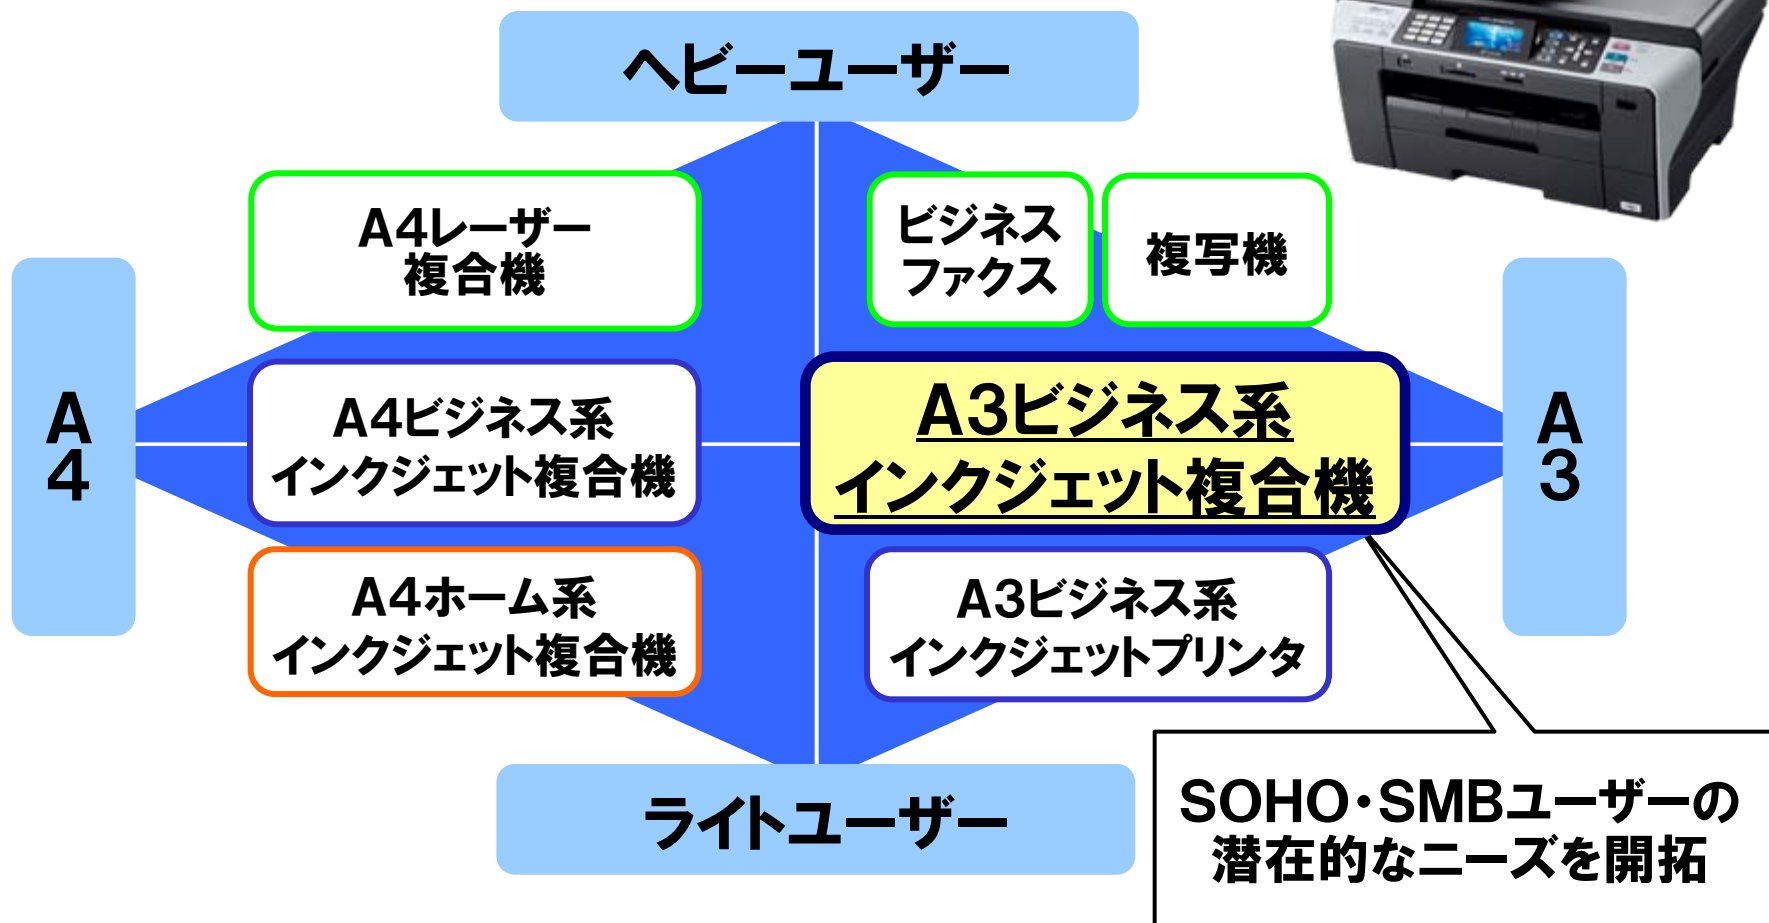 ヘビーユーザー
A4レーザー
複合機
ビジネス
ファクス
複写機
A
4
A4ビジネス系
インクジェット複合機
A3ビジネス系
インクジェット複合機
A
3
A4ホーム系
インクジェット複合機
A3ビジネス系
インクジェットプリンタ
ライトユーザー
SOHO・SMBユーザーの
潜在的なニーズを開拓